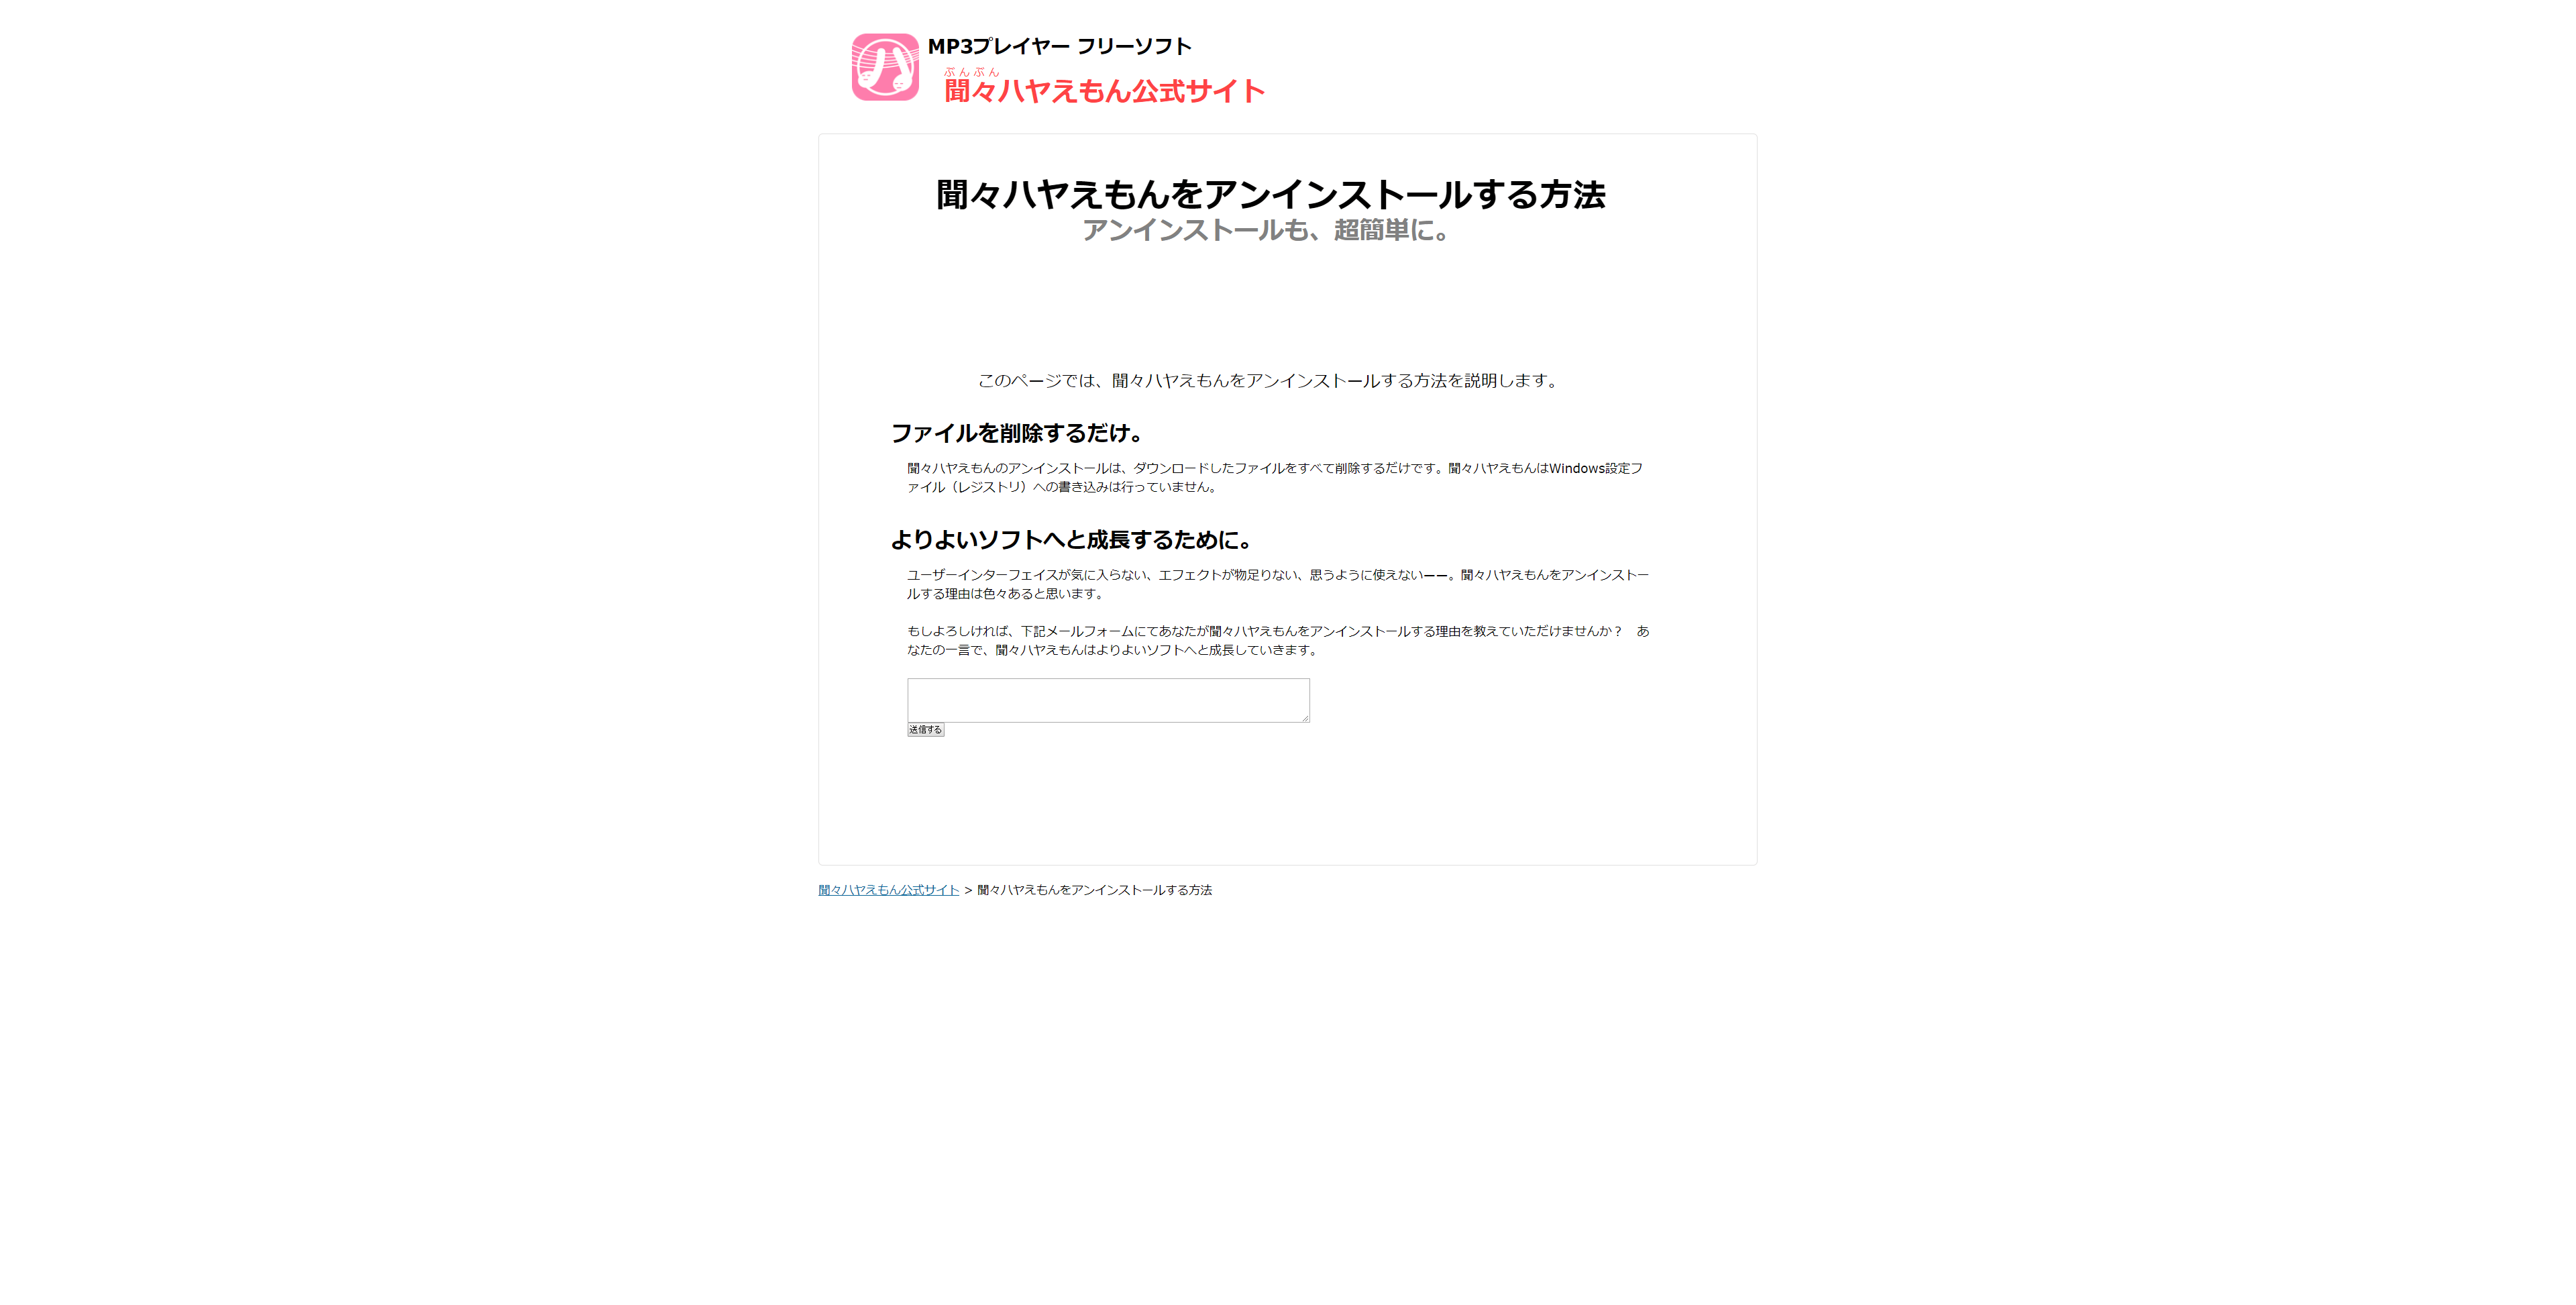 MP3プレイヤー フリーソフト
ぶんぶん
聞々ハヤえもん公式サイト
聞々ハヤえもんをアンインストールする方法
アンインストールも、超簡単に。
このページでは、聞々ハヤえもんをアンインストールする方法を説明します。
ファイルを削除するだけ。
聞々ハヤえもんのアンインストールは、ダウンロードしたファイルをすべて削除するだけです。聞々ハヤえもんはWindows設定フ
ァイル（レジストリ）への書き込みは行っていません。
よりよいソフトへと成長するために。
ユーザーインターフェイスが気に入らない、エフェクトが物足りない、思うように使えないーー。聞々ハヤえもんをアンインストー
ルする理由は色々あると思います。
もしよろしければ、下記メールフォームにてあなたが聞々ハヤえもんをアンインストールする理由を教えていただけませんか？　あ
なたの一言で、聞々ハヤえもんはよりよいソフトへと成長していきます。
送信する
聞々ハヤえもん公式サイト > 聞々ハヤえもんをアンインストールする方法